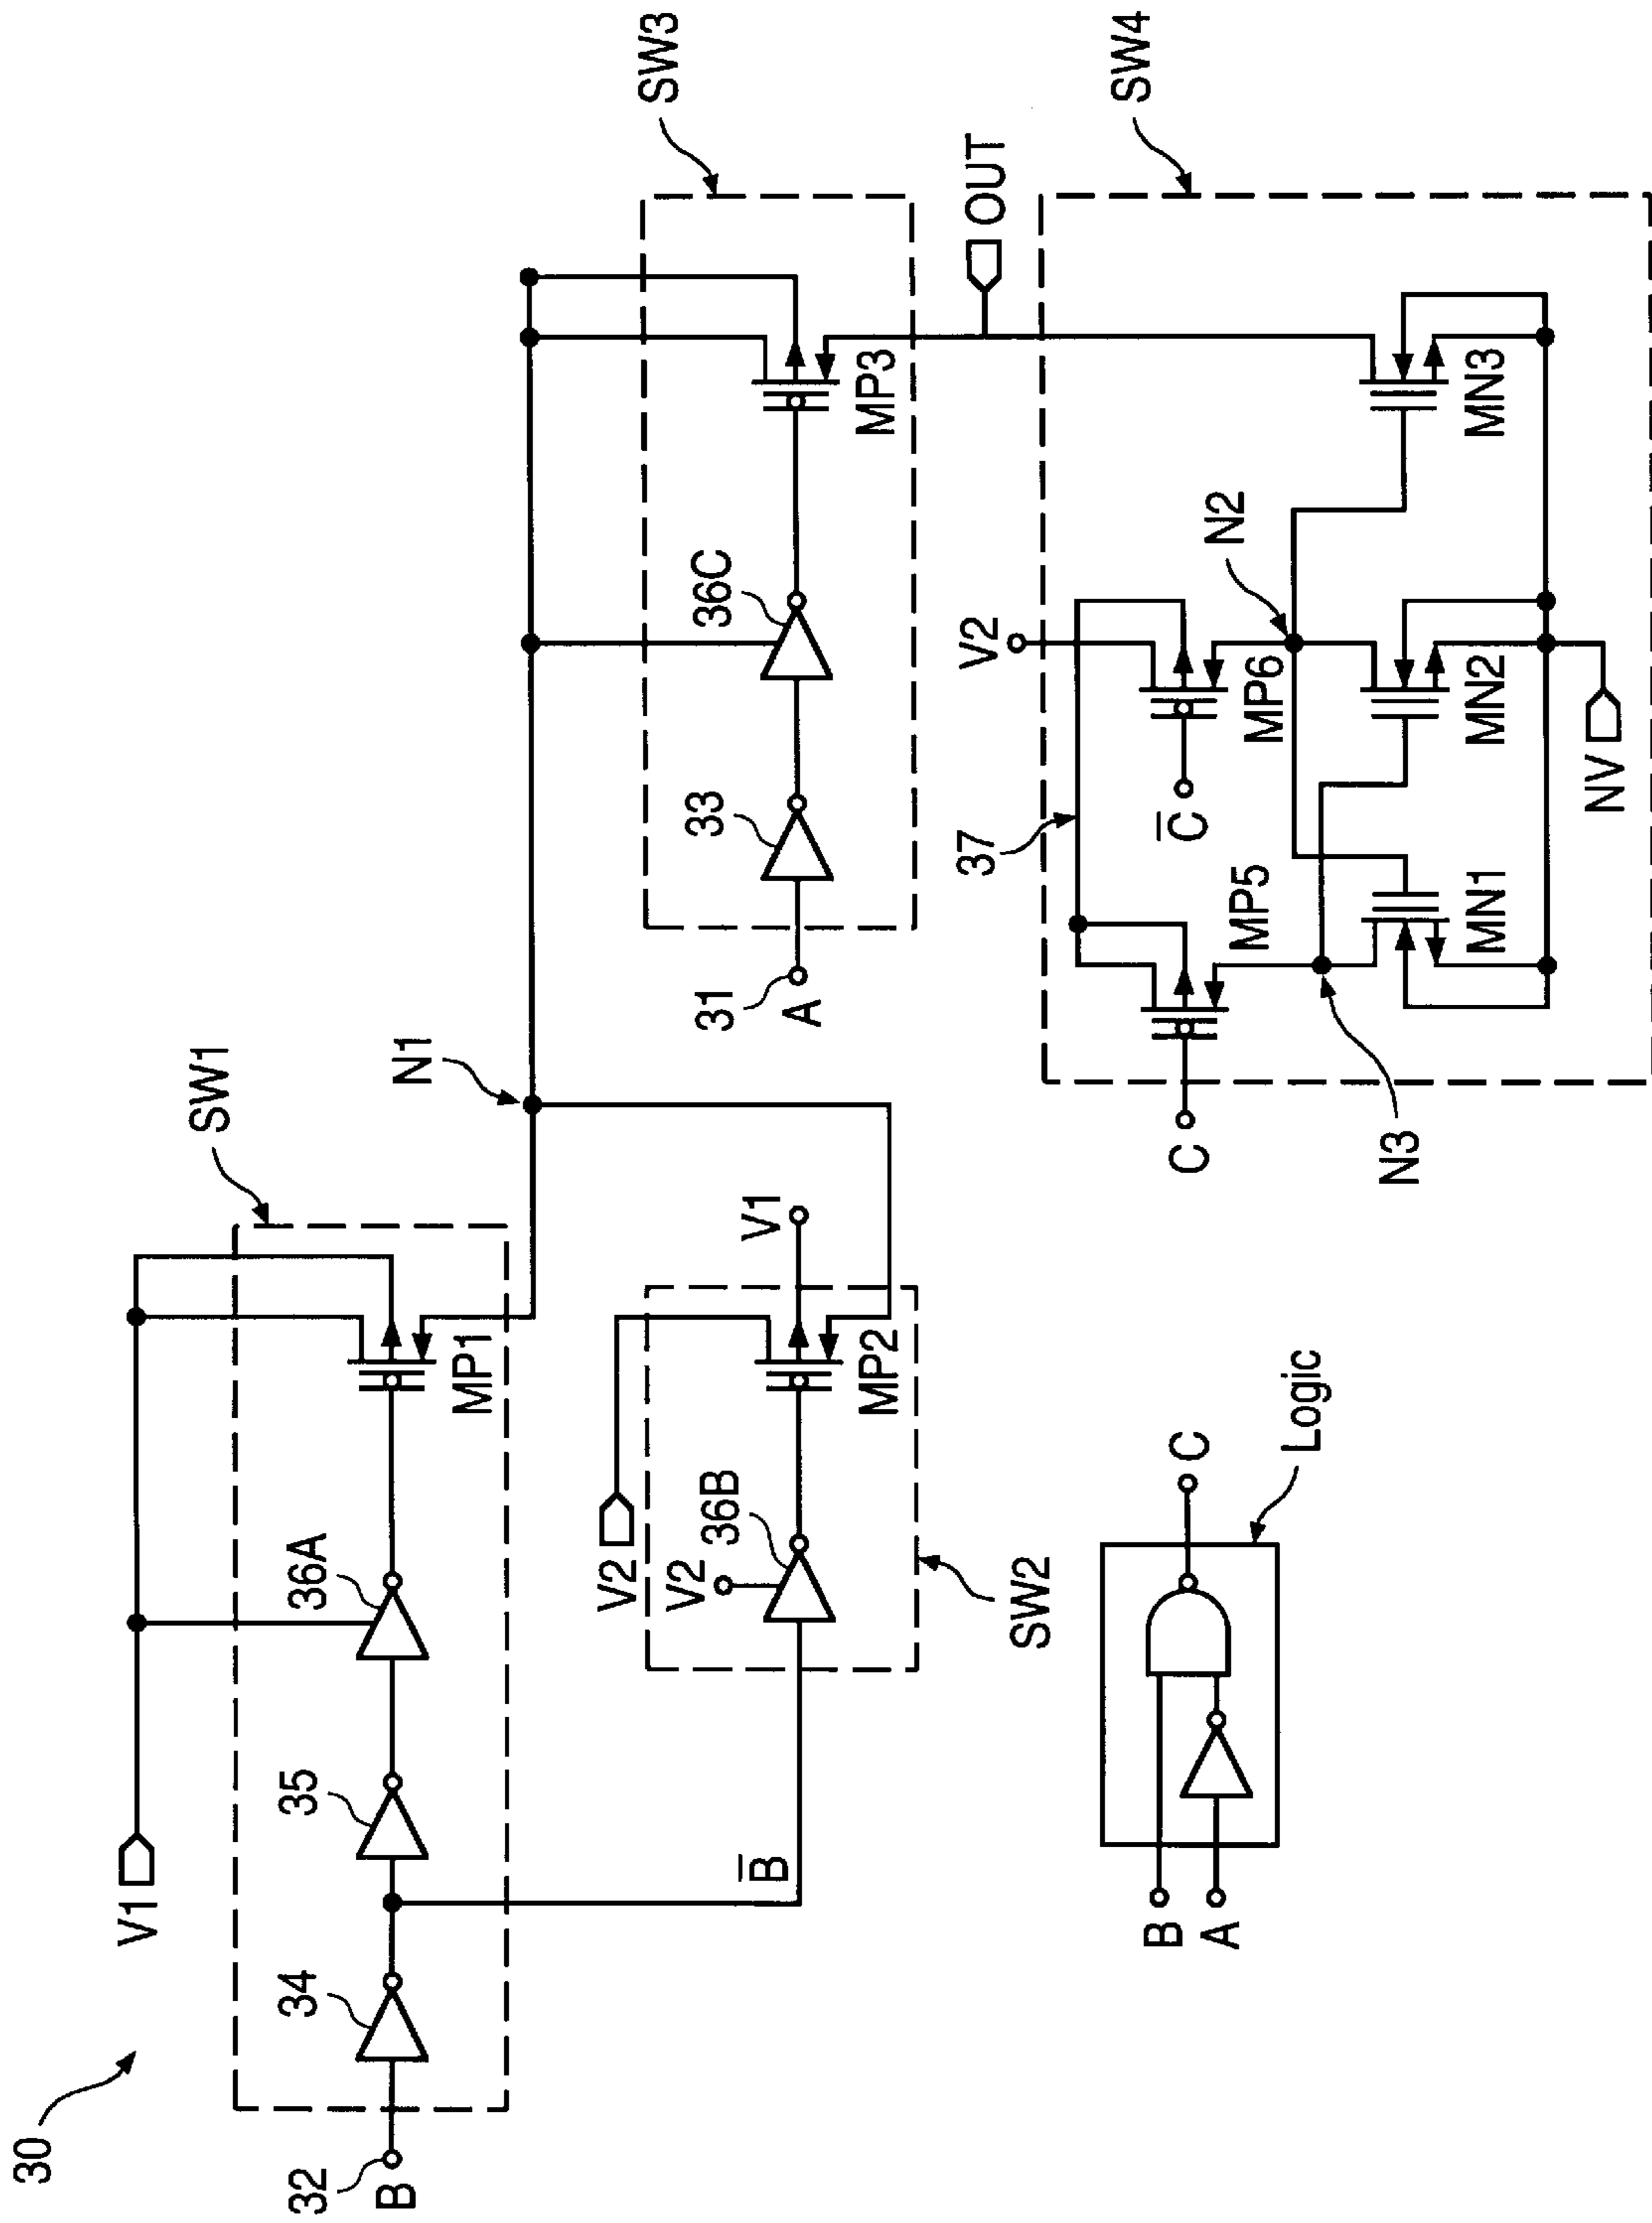 30
SW1
V1
34
35
36A
32
B
MP1
N1
B̅
V2
V2
36B
V1
MP2
SW2
SW3
33
36C
31
A
MP3
OUT
SW4
37
V2
N2
C
MP5
C̅
MP6
N3
MN1
MN2
MN3
NV
B
A
C
Logic